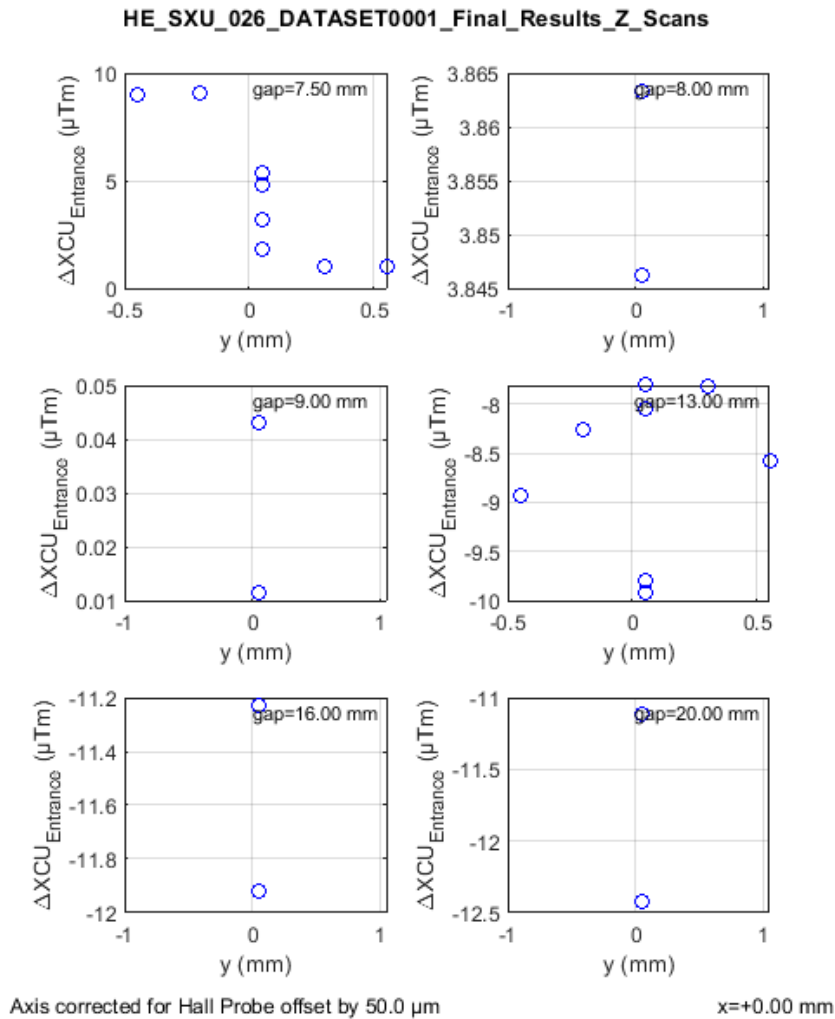 HE_SXU_026_DATASET0001_Final_Results_Z_Scans
gap=7.50 mm
ΔXCU_Entrance (µTm)
10
5
0
-0.5
0
0.5
y (mm)
gap=8.00 mm
ΔXCU_Entrance (µTm)
3.865
3.86
3.855
3.85
3.845
-1
0
1
y (mm)
gap=9.00 mm
ΔXCU_Entrance (µTm)
0.05
0.04
0.03
0.02
0.01
-1
0
1
y (mm)
gap=13.00 mm
ΔXCU_Entrance (µTm)
-8
-8.5
-9
-9.5
-10
-0.5
0
0.5
y (mm)
gap=16.00 mm
ΔXCU_Entrance (µTm)
-11.2
-11.4
-11.6
-11.8
-12
-1
0
1
y (mm)
gap=20.00 mm
ΔXCU_Entrance (µTm)
-11
-11.5
-12
-12.5
-1
0
1
y (mm)
Axis corrected for Hall Probe offset by 50.0 µm
x=+0.00 mm